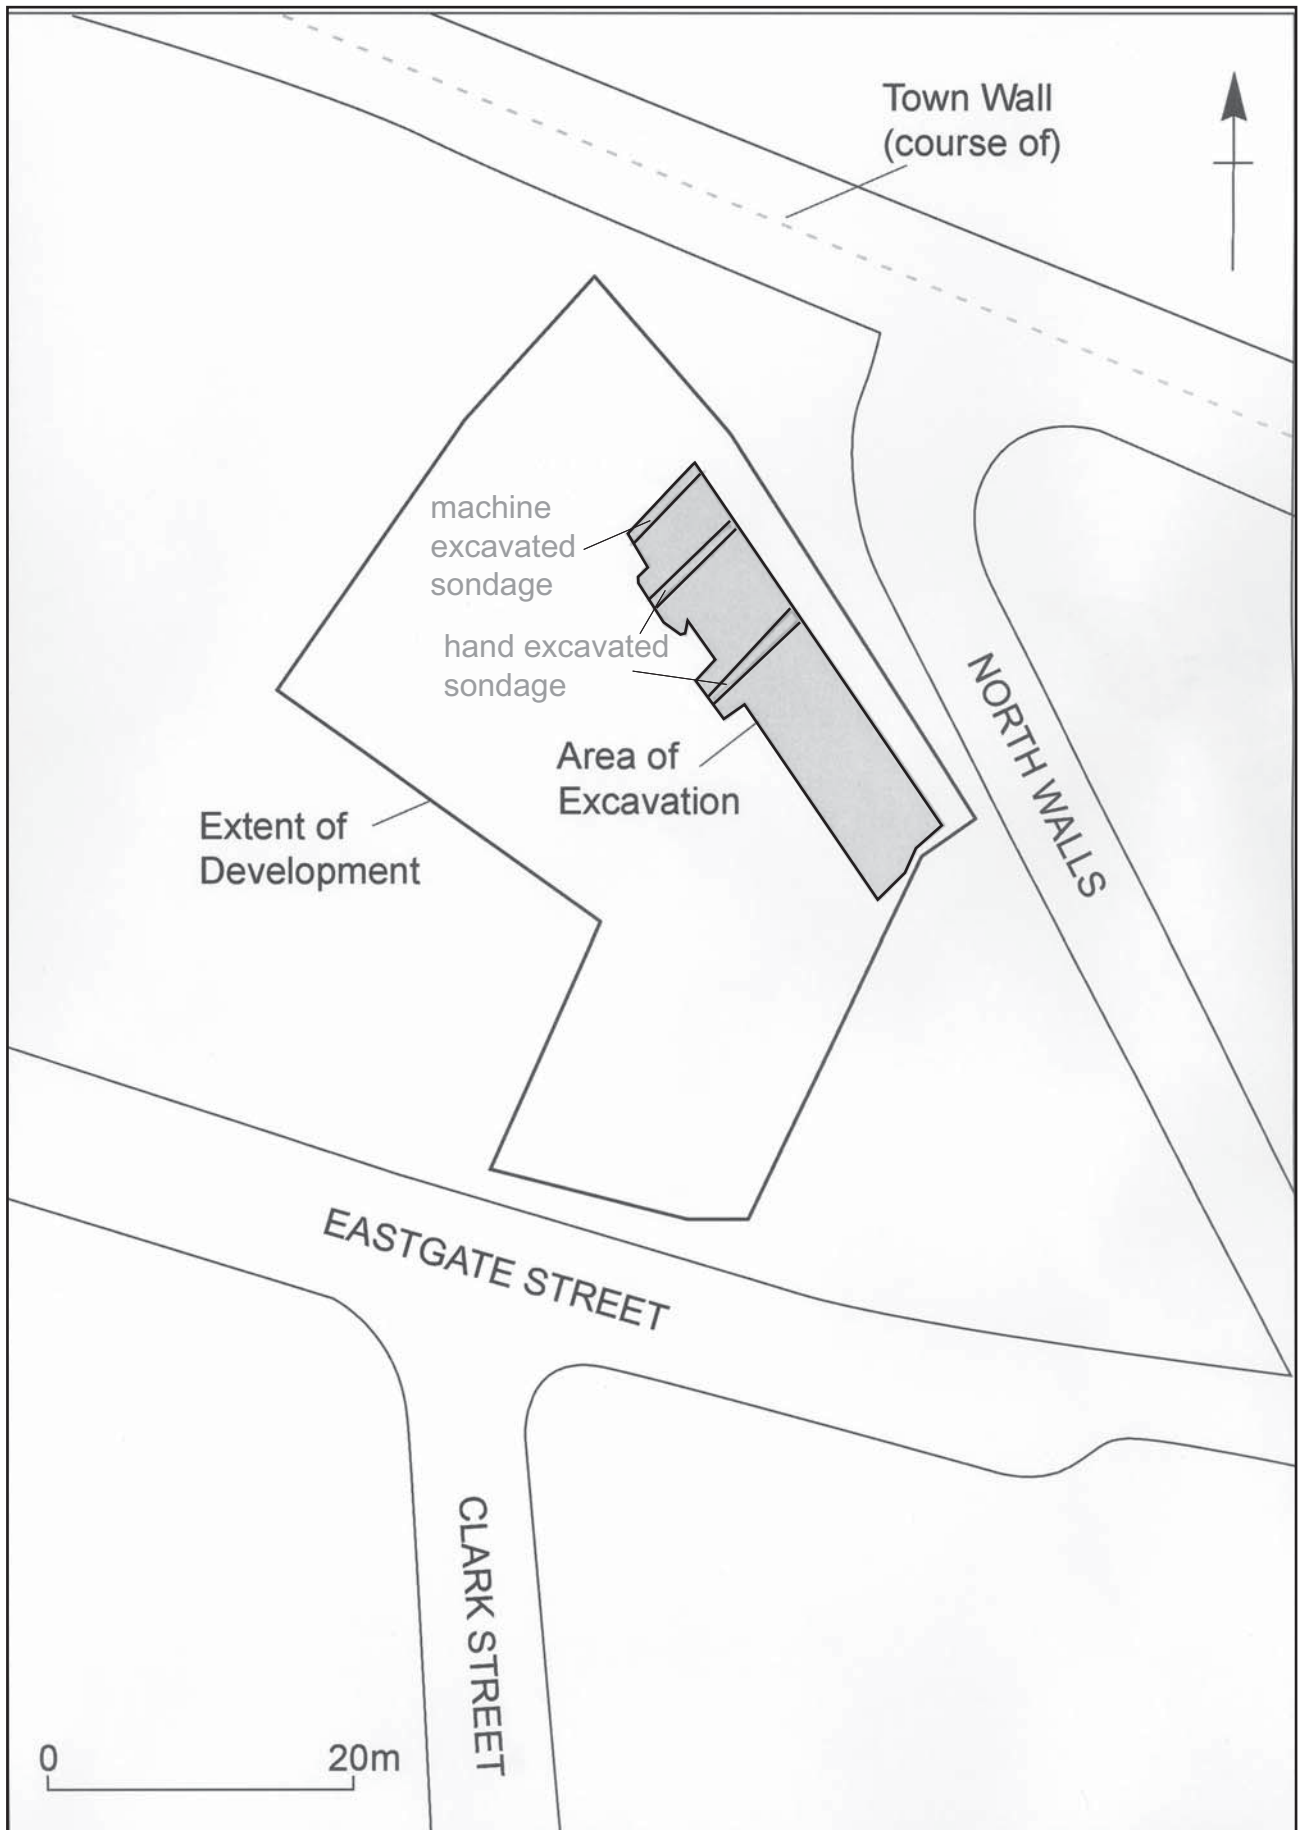 Town Wall
(course of)
machine
excavated
sondage
hand excavated
sondage
Area of
Excavation
Extent of
Development
NORTH WALLS
EASTGATE STREET
CLARK STREET
0 20m